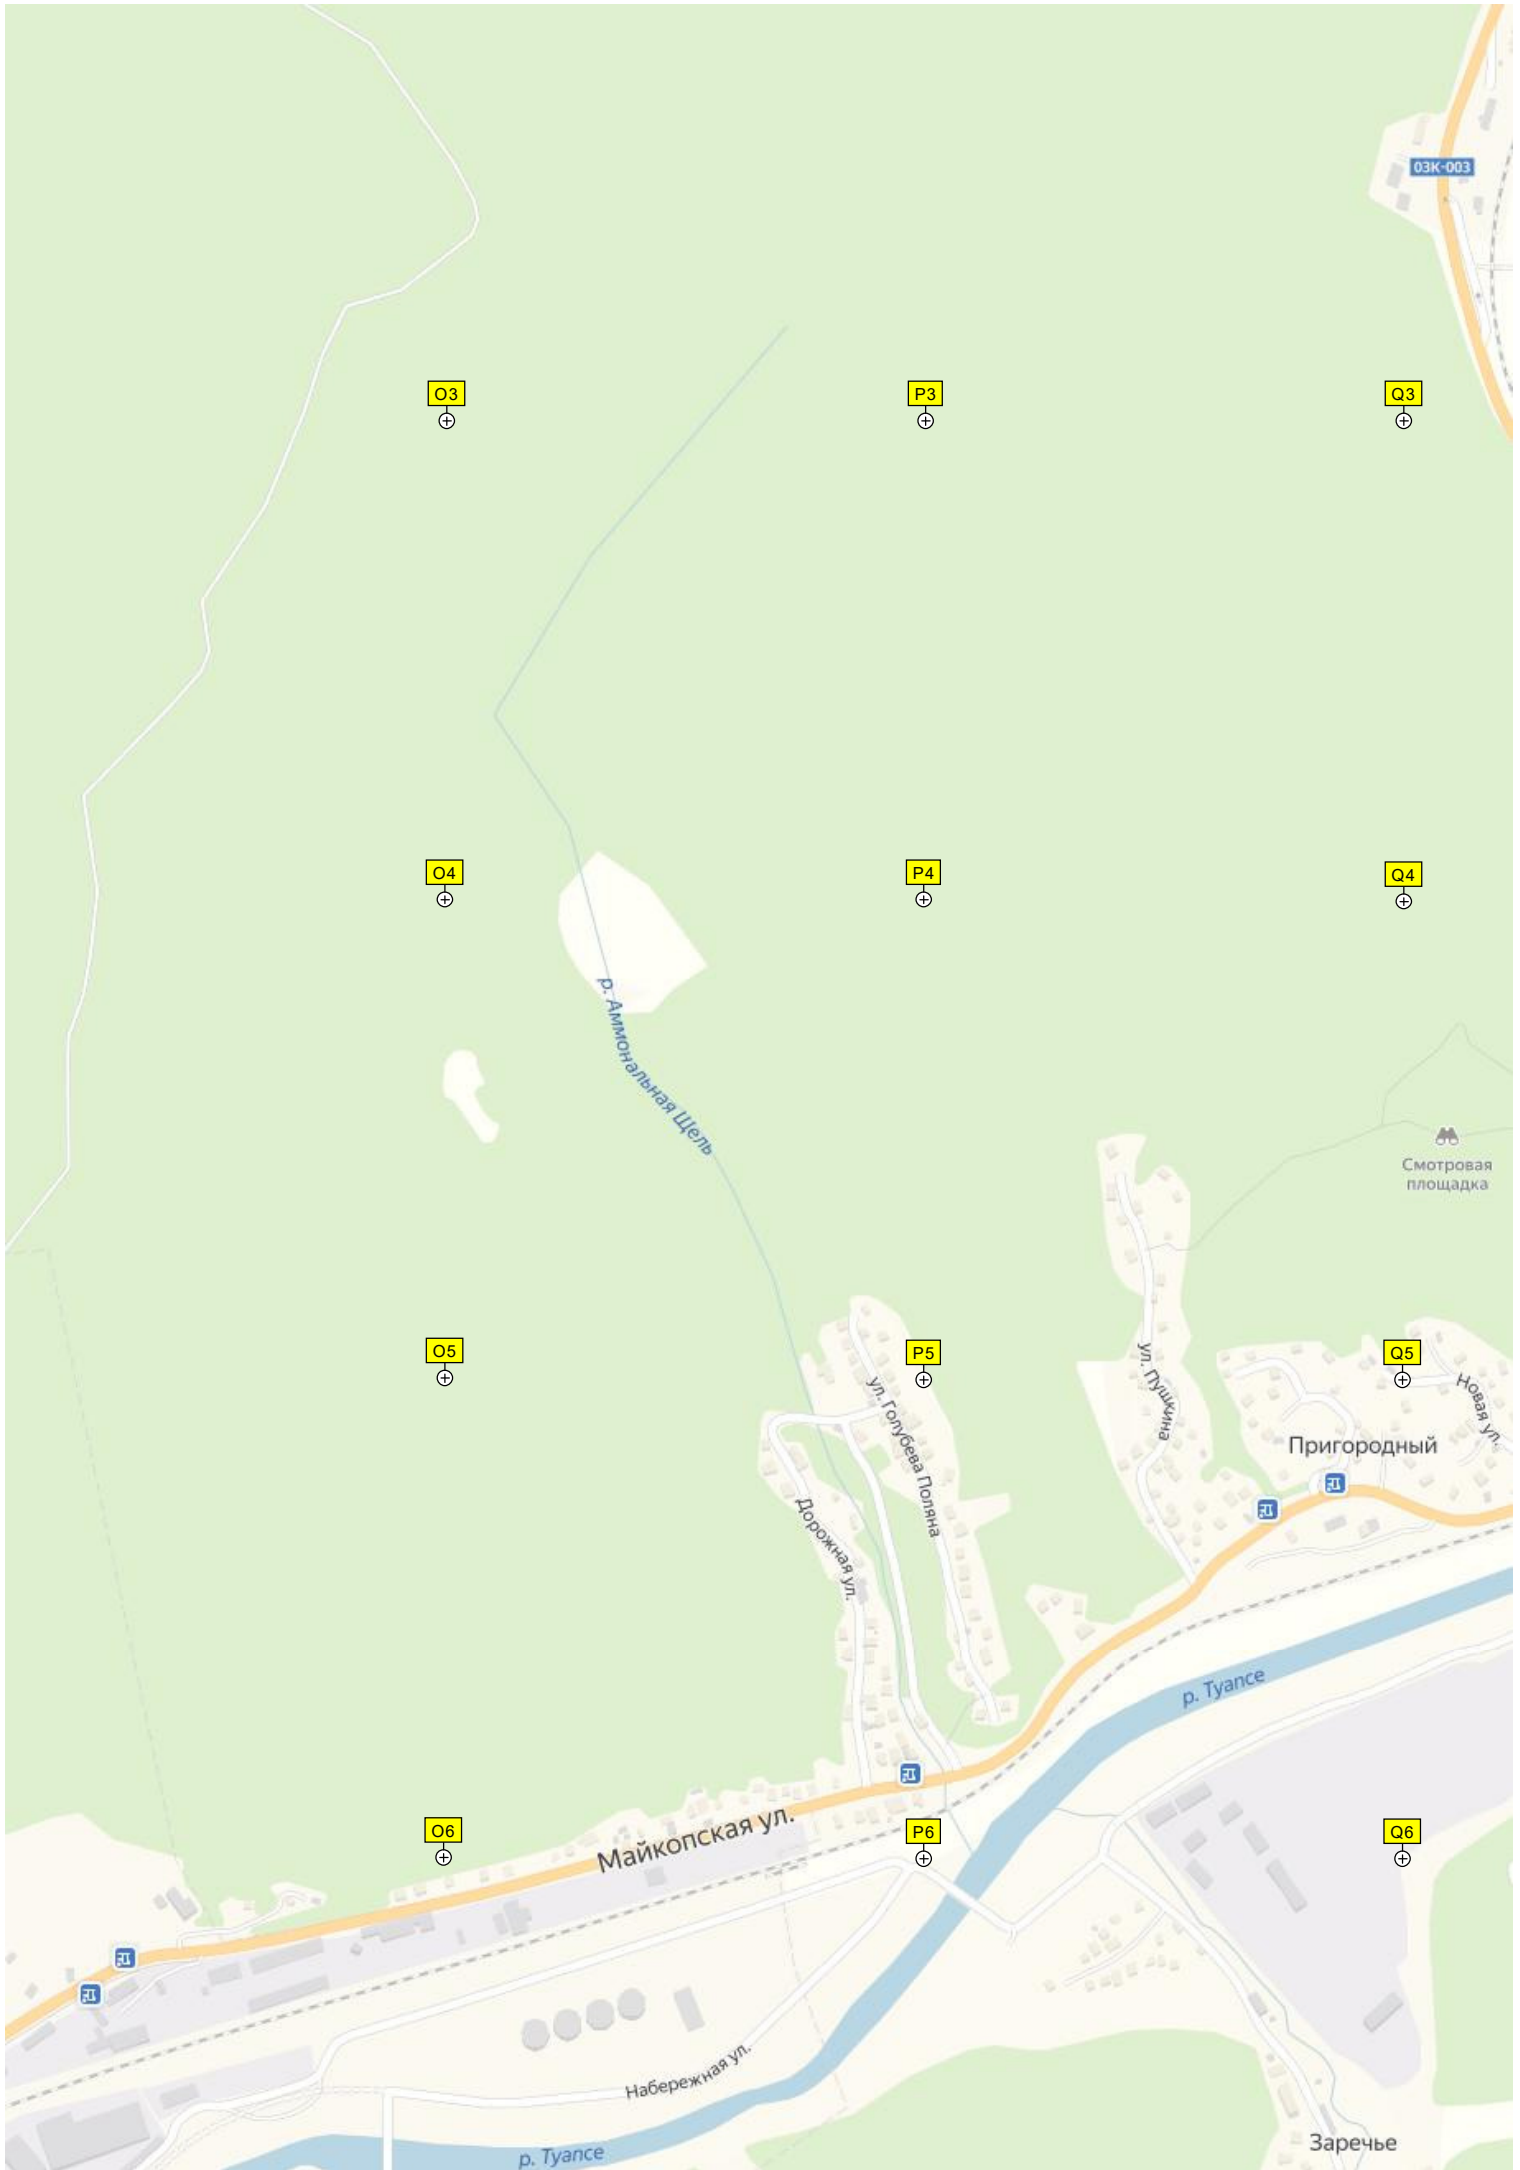 03К-003
O3
P3
Q3
O4
P4
Q4
р. Аммональная Щель
Смотровая
площадка
O5
P5
Q5
ул. Пушкина
ул. Голубева Поляна
Новая ул.
Пригородный
Дорожная ул.
р. Туапсе
Майкопская ул.
O6
P6
Q6
Набережная ул.
р. Туапсе
Заречье